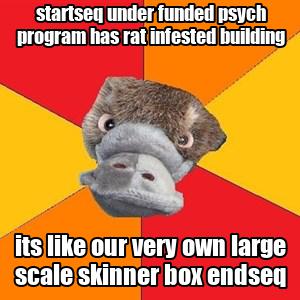 startseq under funded psych
program has rat infested building
its like our very own large
scale skinner box endseq